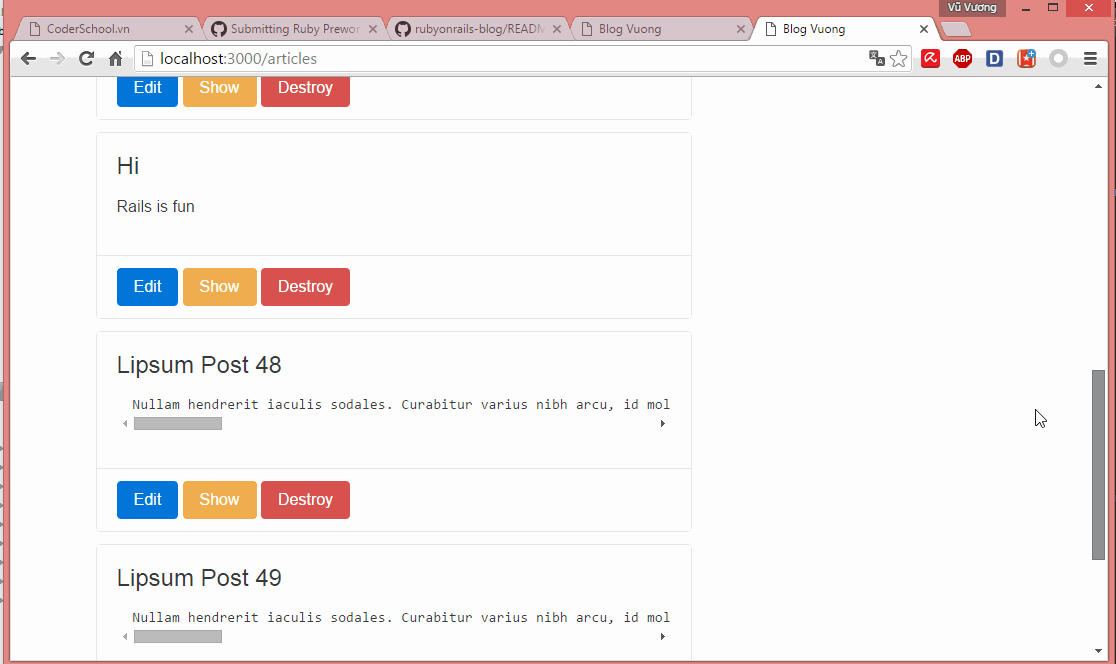 Vũ Vương
CoderSchool.vn
Submitting Ruby Prewor
rubyonrails-blog/READM
Blog Vuong
Blog Vuong
localhost:3000/articles
ABP
D
Edit Show Destroy
Hi
Rails is fun
Edit Show Destroy
Lipsum Post 48
Nullam hendrerit iaculis sodales. Curabitur varius nibh arcu, id mol
Edit Show Destroy
Lipsum Post 49
Nullam hendrerit iaculis sodales. Curabitur varius nibh arcu, id mol